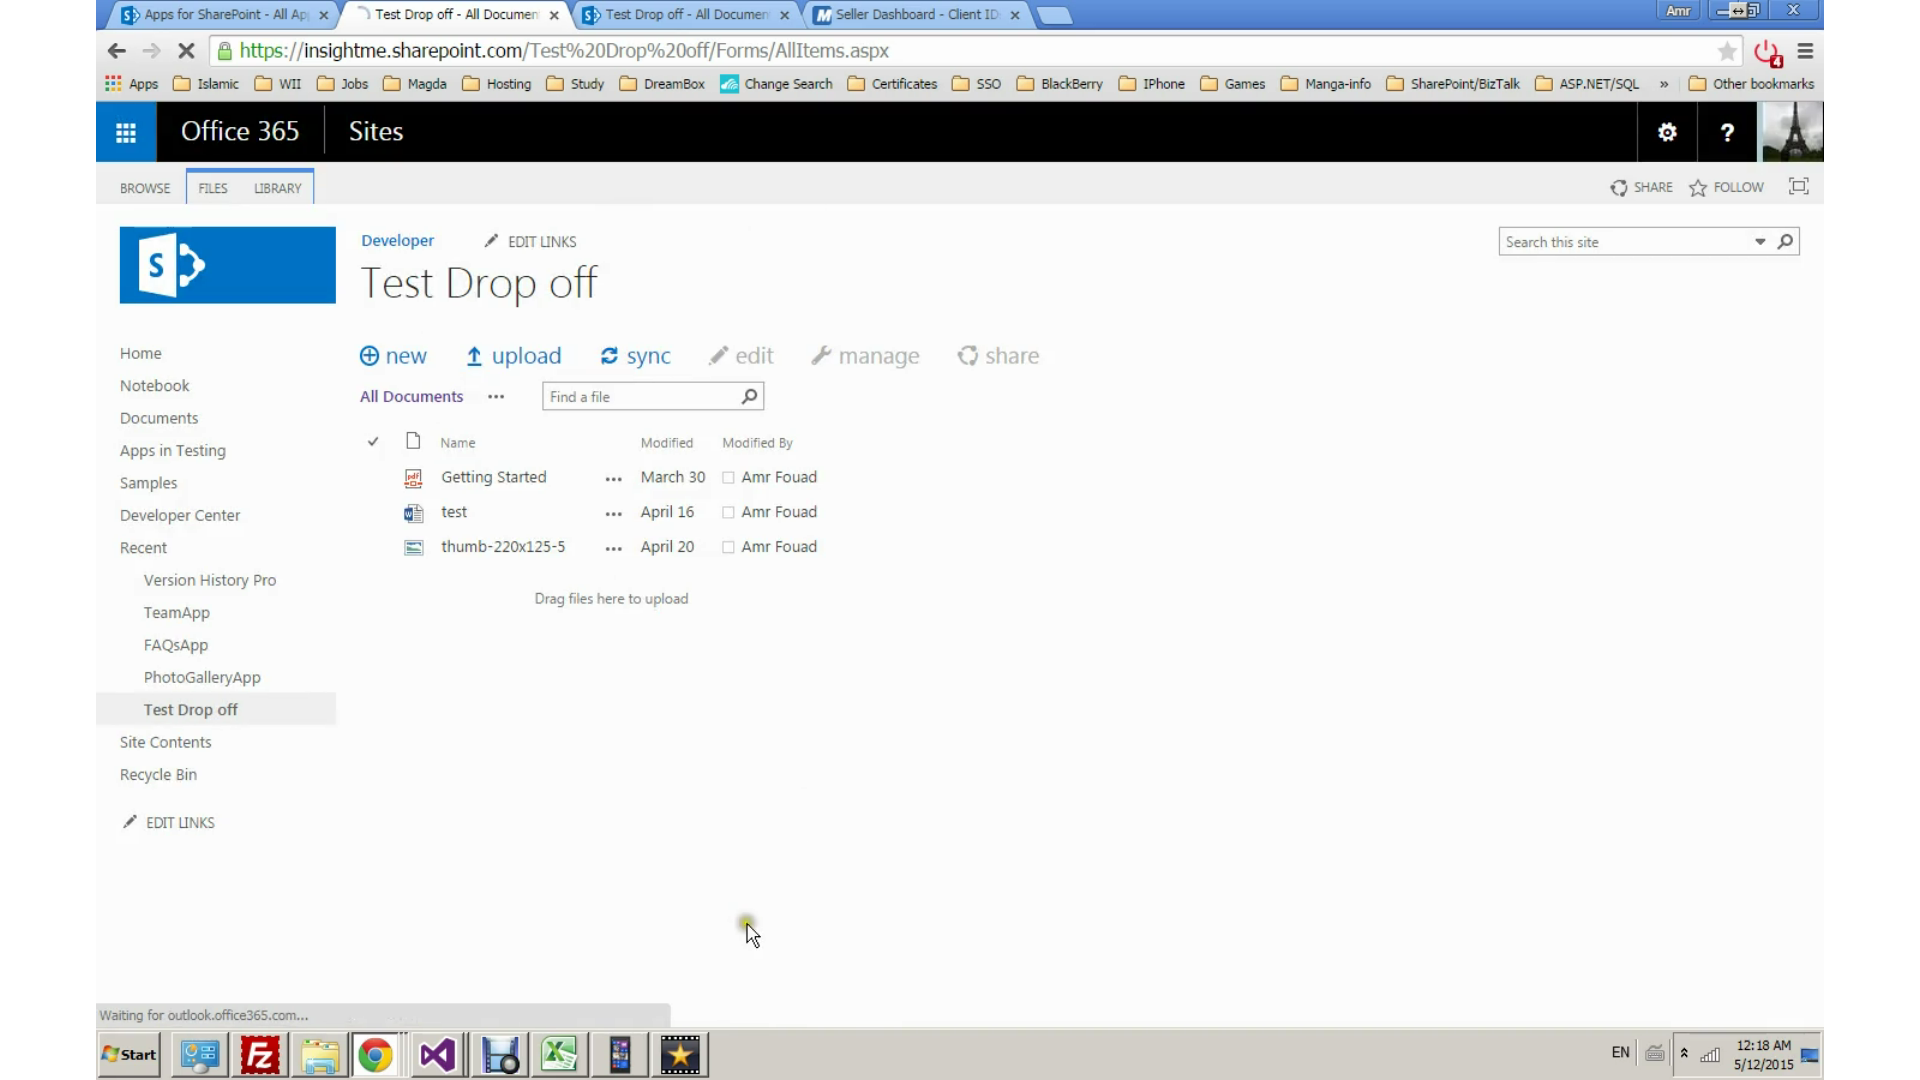 Apps for SharePoint - All Ap
Test Drop off - All Documen
Test Drop off - All Documen
Seller Dashboard - Client ID
Amr
https://insightme.sharepoint.com/Test%20Drop%20off/Forms/AllItems.aspx
4
Apps Islamic WII Jobs Magda Hosting Study DreamBox Change Search Certificates SSO BlackBerry IPhone Games Manga-info SharePoint/BizTalk ASP.NET/SQL » Other bookmarks
Office 365 Sites ?
BROWSE FILES LIBRARY SHARE FOLLOW
S
Developer EDIT LINKS
Search this site
Test Drop off
Home
Notebook
Documents
Apps in Testing
Samples
Developer Center
Recent
Version History Pro
TeamApp
FAQsApp
PhotoGalleryApp
Test Drop off
Site Contents
Recycle Bin
EDIT LINKS
new upload sync edit manage share
All Documents ••• Find a file
Name Modified Modified By
Getting Started ... March 30 Amr Fouad
test ... April 16 Amr Fouad
thumb-220x125-5 ... April 20 Amr Fouad
Drag files here to upload
Waiting for outlook.office365.com...
Start
EN
12:18 AM
5/12/2015